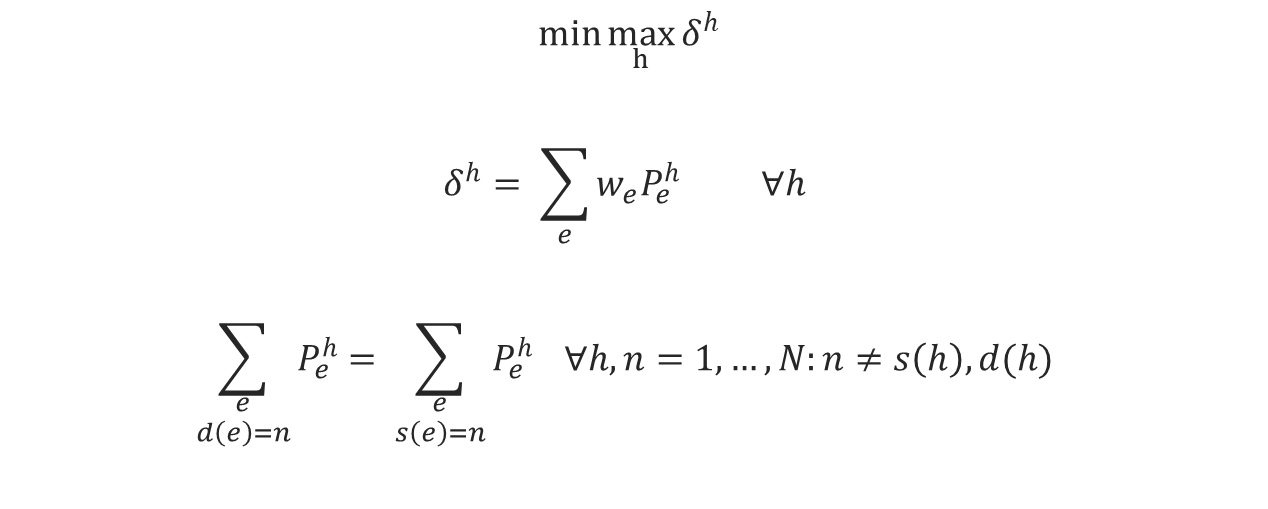 min max δ^h
h
δ^h = ∑ w_e P_e^h ∀h
e
∑ P_e^h = ∑ P_e^h ∀h, n = 1, … , N: n ≠ s(h), d(h)
e e
d(e)=n s(e)=n